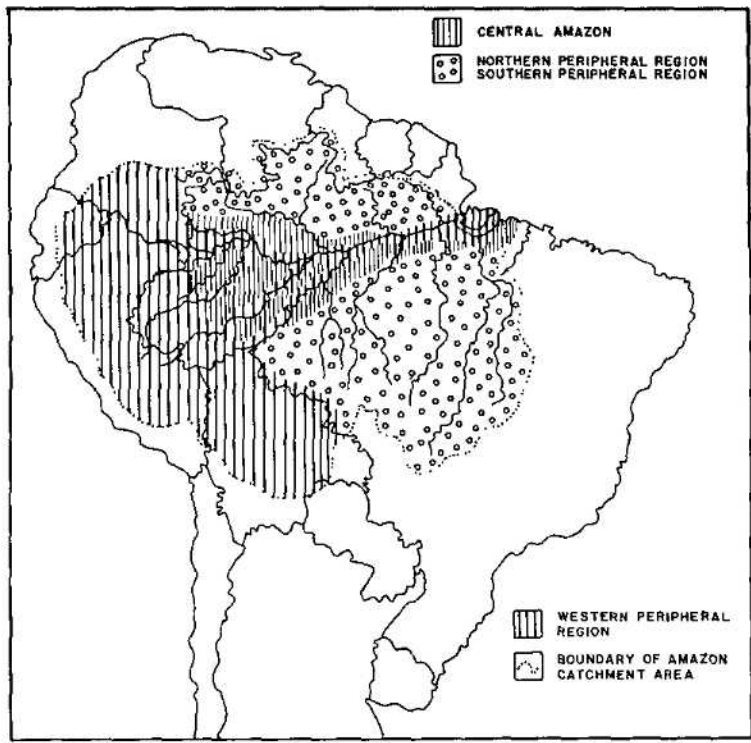 CENTRAL AMAZON
NORTHERN PERIPHERAL REGION
SOUTHERN PERIPHERAL REGION
WESTERN PERIPHERAL
REGION
BOUNDARY OF AMAZON
CATCHMENT AREA